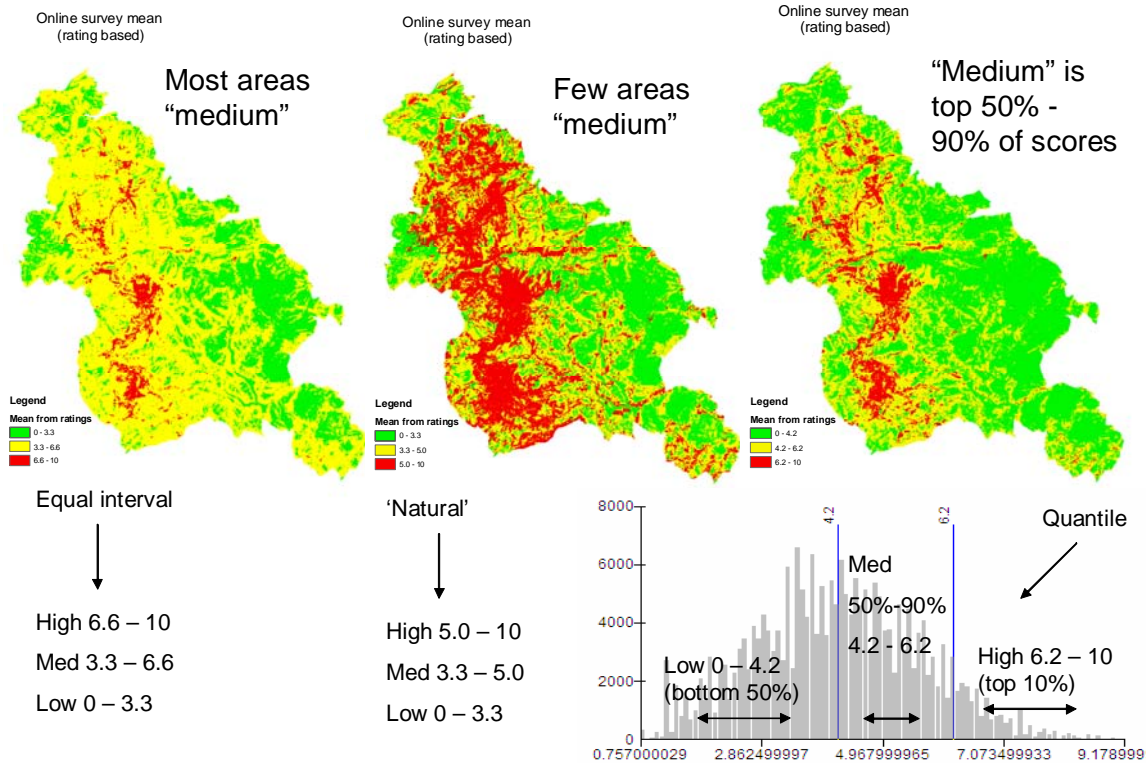 Online survey mean
(rating based)
Most areas
“medium”
Legend
Mean from ratings
0 - 3.3
3.3 - 6.6
6.6 - 10
Online survey mean
(rating based)
Few areas
“medium”
Legend
Mean from ratings
0 - 3.3
3.3 - 5.0
5.0 - 10
Online survey mean
(rating based)
“Medium” is
top 50% -
90% of scores
Legend
Mean from ratings
0 - 4.2
4.2 - 6.2
6.2 - 10
Equal interval
High 6.6 – 10
Med 3.3 – 6.6
Low 0 – 3.3
‘Natural’
High 5.0 – 10
Med 3.3 – 5.0
Low 0 – 3.3
8000
6000
4000
2000
0
4.2
6.2
Quantile
Med
50%-90%
4.2 - 6.2
Low 0 – 4.2
(bottom 50%)
High 6.2 – 10
(top 10%)
0.757000029 2.862499997 4.967999965 7.073499933 9.178999